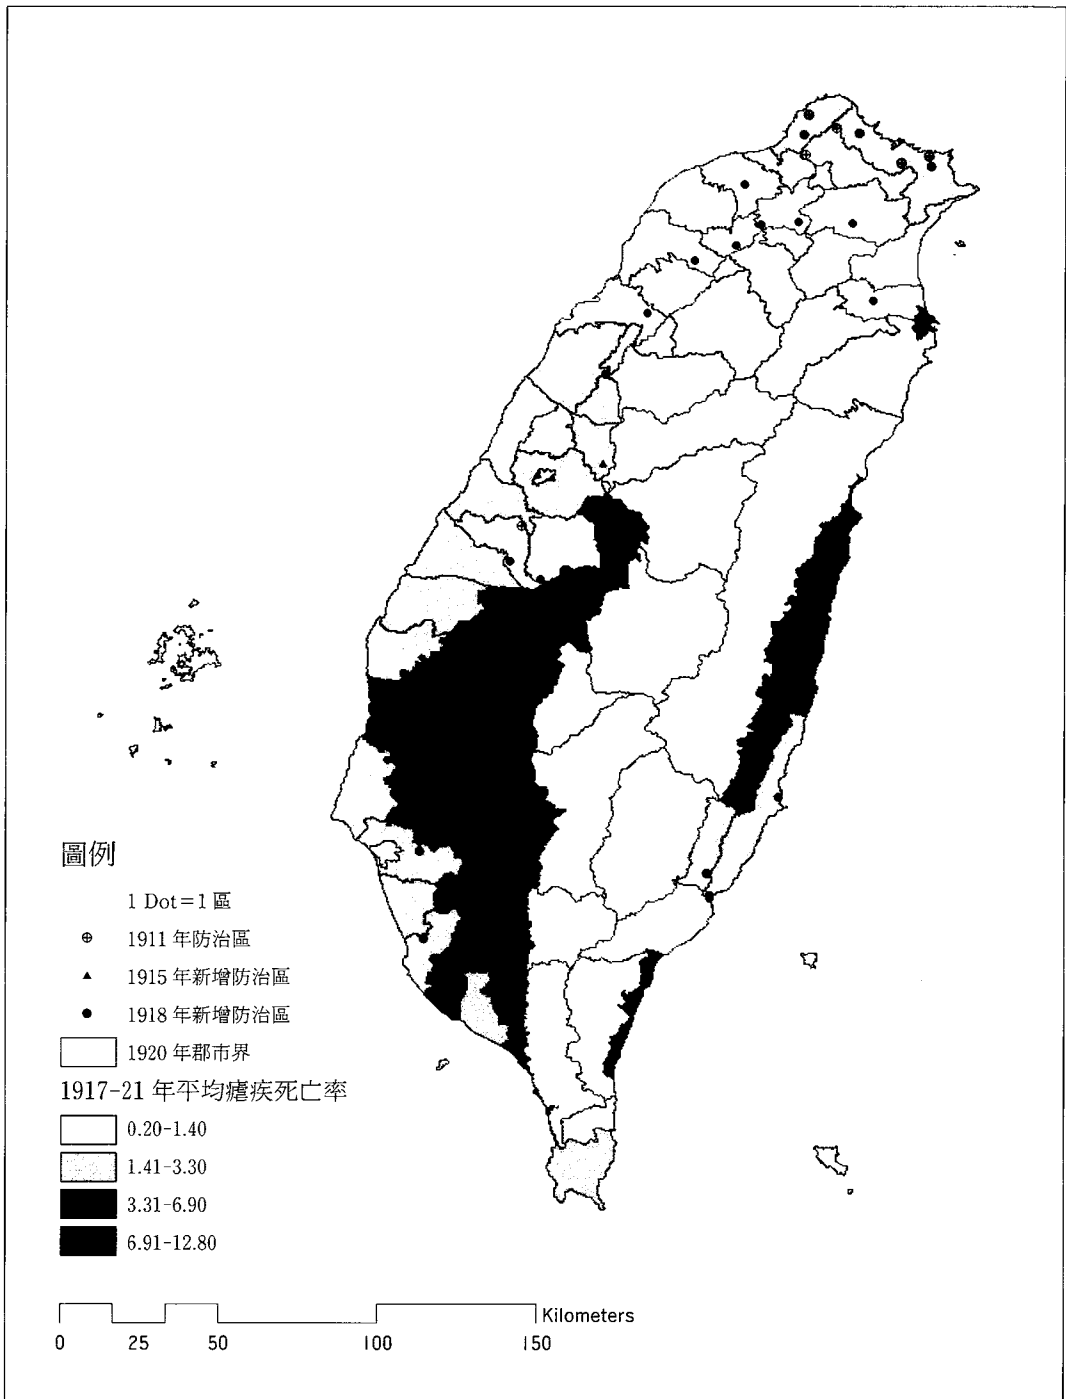 圖例
1 Dot=1 區
1911 年防治區
1915 年新增防治區
1918 年新增防治區
1920 年郡市界
1917-21 年平均瘧疾死亡率
0.20-1.40
1.41-3.30
3.31-6.90
6.91-12.80
Kilometers
0 25 50 100 150